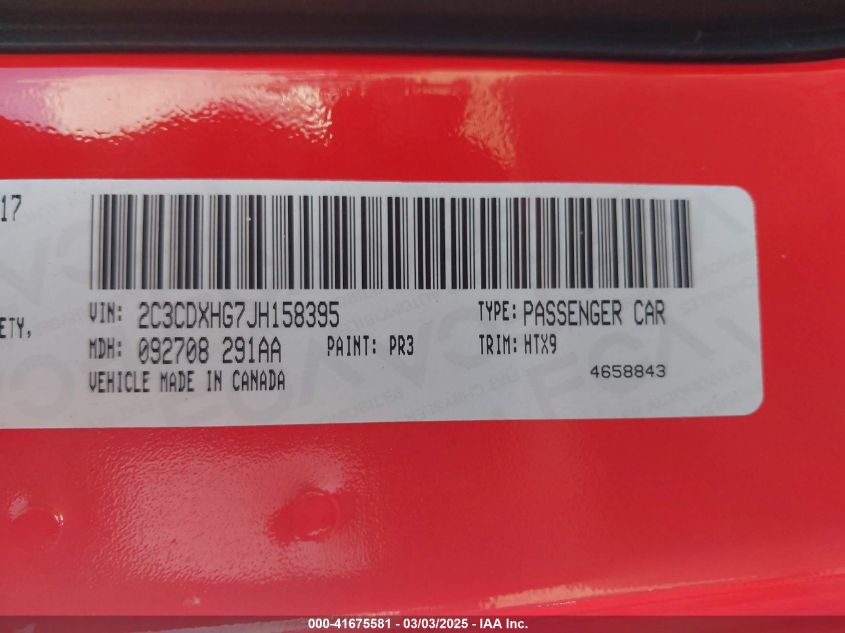 17
ETY,
VIN: 2C3CDXHG7JH158395 TYPE: PASSENGER CAR
MDH: 092708 291AA PAINT: PR3 TRIM: HTX9
VEHICLE MADE IN CANADA 4658843
000-41675581 - 03/03/2025 - IAA Inc.